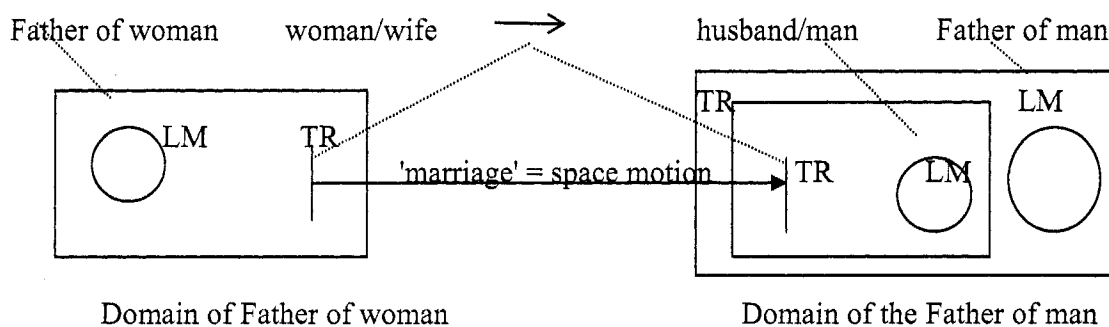 Father of woman woman/wife → husband/man Father of man
TR LM
LM TR
'marriage' = space motion TR LM
Domain of Father of woman Domain of the Father of man